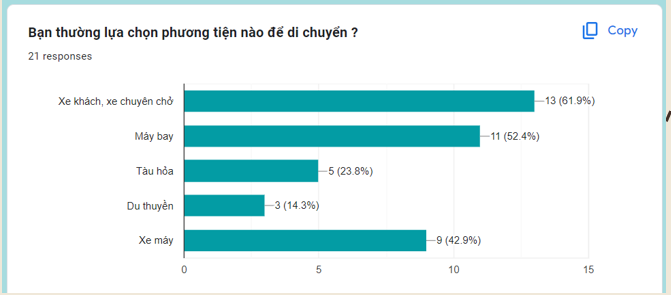 Bạn thường lựa chọn phương tiện nào để di chuyển ?
Copy
21 responses
Xe khách, xe chuyên chở
13 (61.9%)
Máy bay
11 (52.4%)
Tàu hỏa
5 (23.8%)
Du thuyền
3 (14.3%)
Xe máy
9 (42.9%)
0
5
10
15